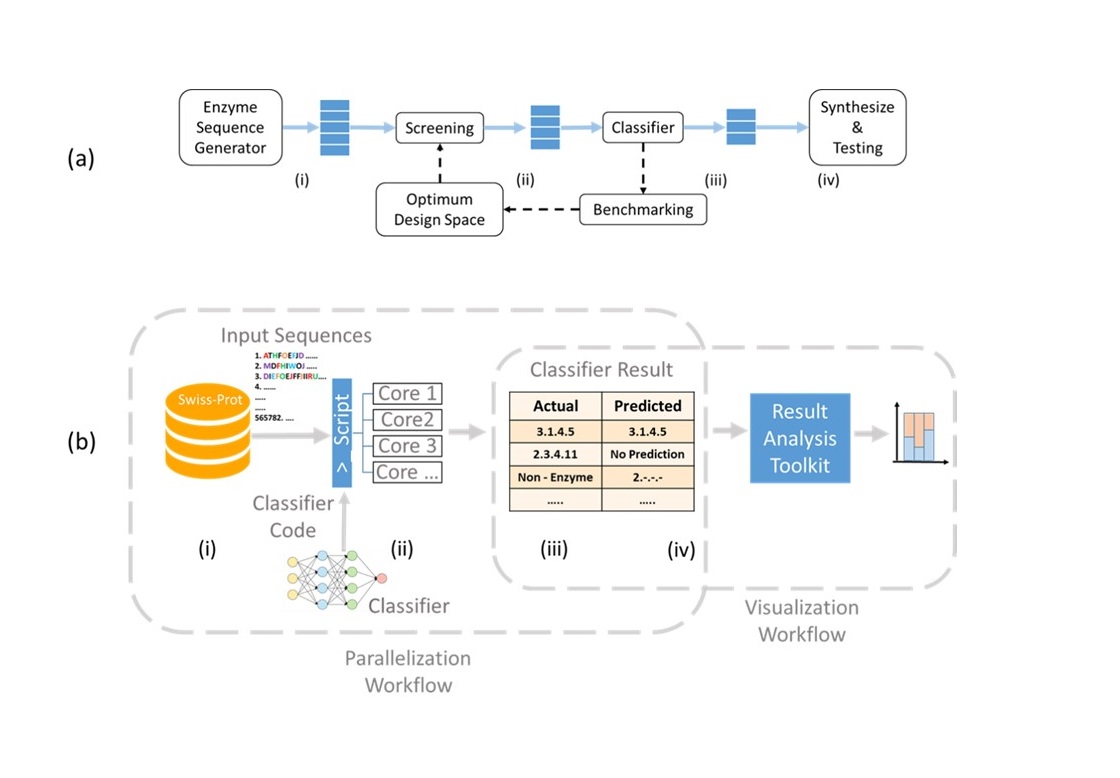 (a)
Enzyme
Sequence
Generator
Screening
Classifier
Synthesize
&
Testing
(i)
(ii)
(iii)
(iv)
Optimum
Design Space
Benchmarking
(b)
Input Sequences
1. ATHFOEFJD ......
2. MDFHIWOJ .....
3. DIEFOEJFFIIIRU....
4. ......
.....
.....
565782. ....
Swiss-Prot
> Script
Core 1
Core2
Core 3
Core ...
Classifier
Code
(i)
(ii)
Classifier
Parallelization
Workflow
Classifier Result
Actual Predicted
3.1.4.5 3.1.4.5
2.3.4.11 No Prediction
Non - Enzyme 2.-.-.-
..... .....
(iii)
(iv)
Result
Analysis
Toolkit
Visualization
Workflow